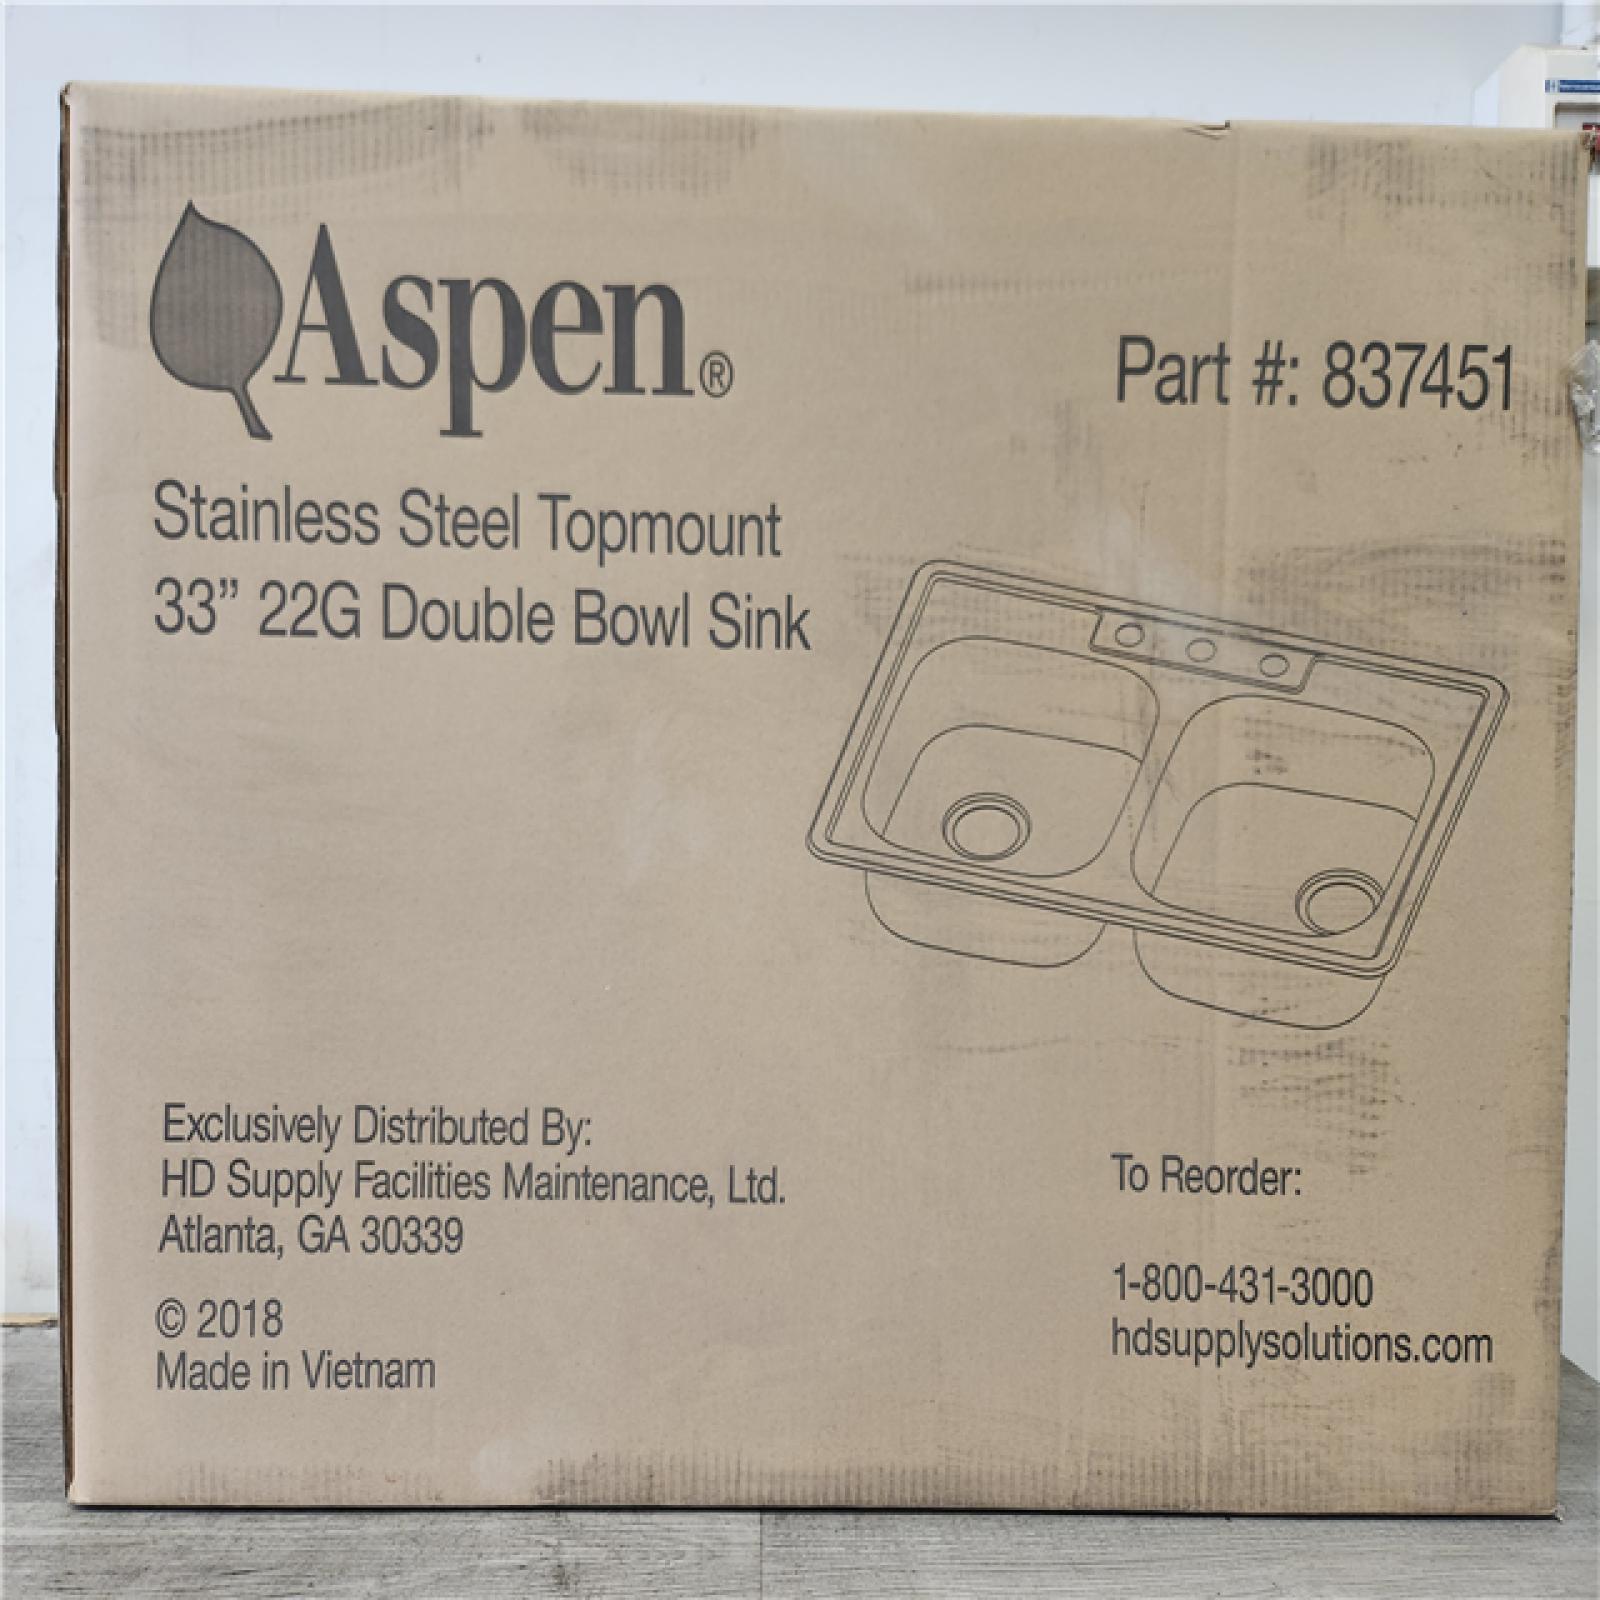 Aspen®
Part #: 837451
Stainless Steel Topmount
33” 22G Double Bowl Sink
Exclusively Distributed By:
HD Supply Facilities Maintenance, Ltd.
Atlanta, GA 30339
© 2018
Made in Vietnam
To Reorder:
1-800-431-3000
hdsupplysolutions.com